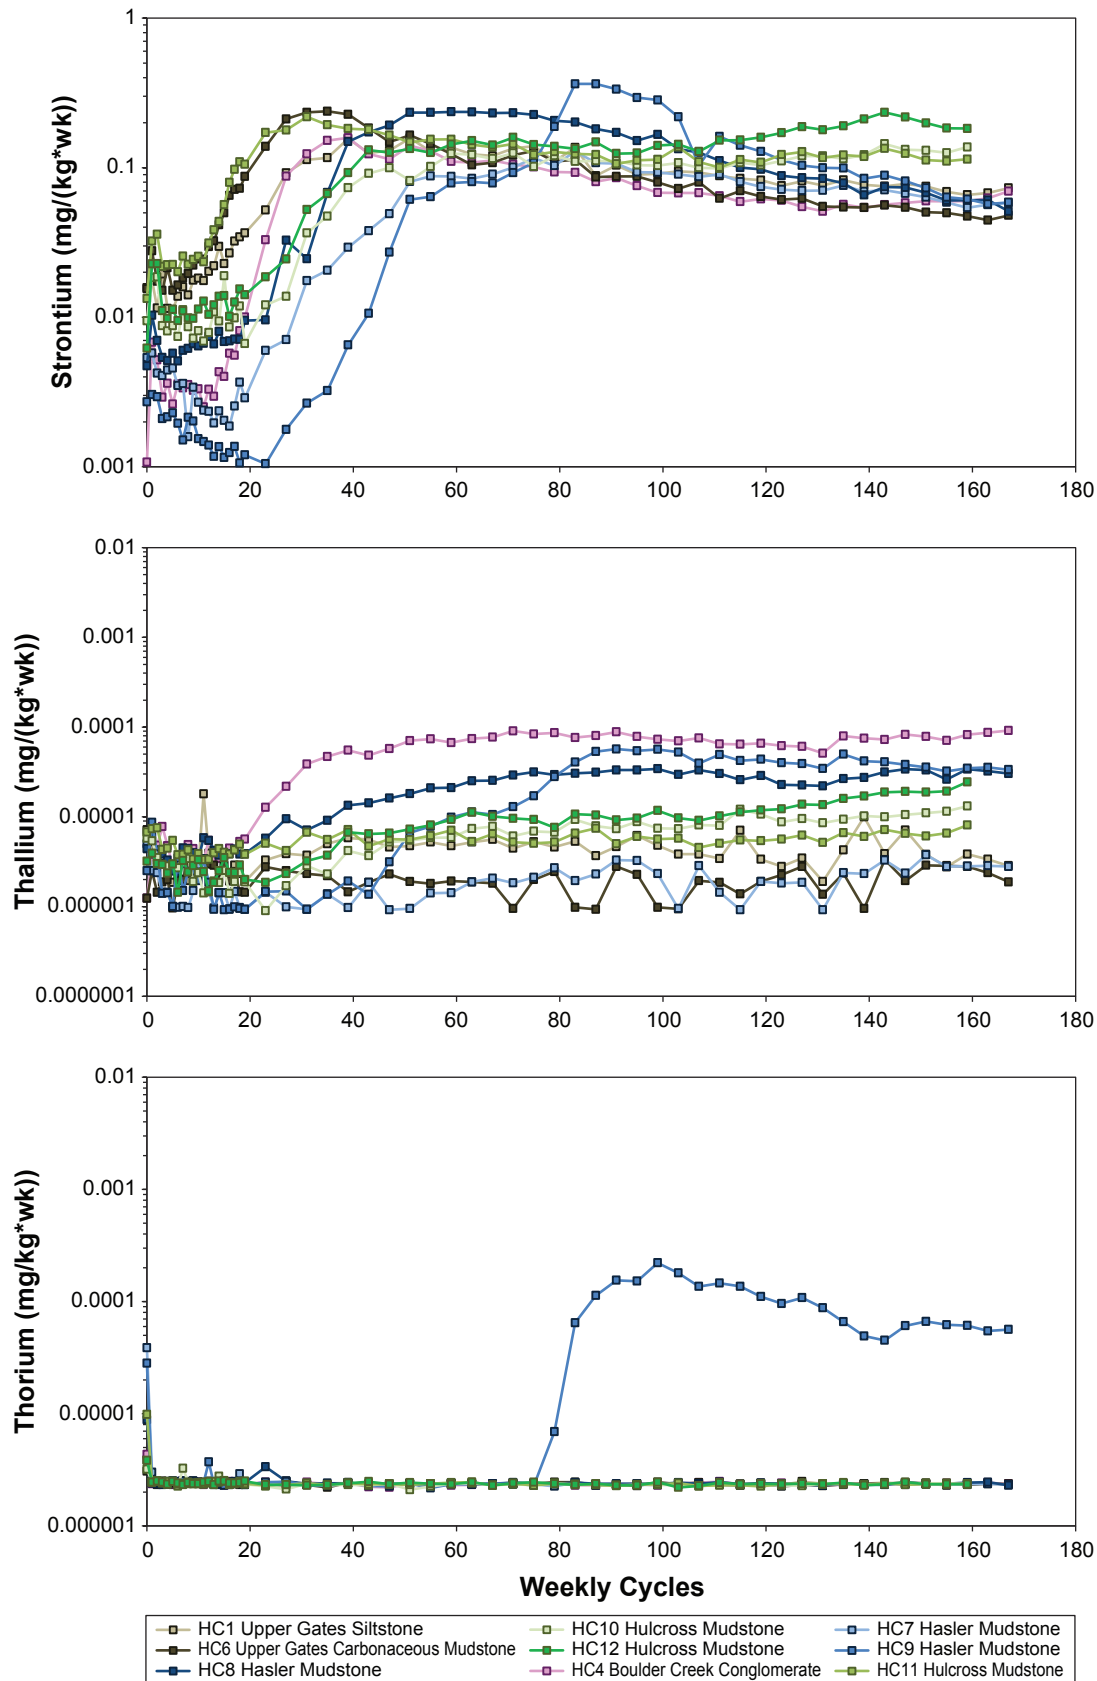 1
0.1
0.01
0.001
Strontium (mg/(kg*wk))
0 20 40 60 80 100 120 140 160 180
0.01
0.001
0.0001
0.00001
0.000001
0.0000001
Thallium (mg/(kg*wk))
0 20 40 60 80 100 120 140 160 180
0.01
0.001
0.0001
0.00001
0.000001
Thorium (mg/kg*wk))
0 20 40 60 80 100 120 140 160 180
Weekly Cycles
HC1 Upper Gates Siltstone HC10 Hulcross Mudstone HC7 Hasler Mudstone
HC6 Upper Gates Carbonaceous Mudstone HC12 Hulcross Mudstone HC9 Hasler Mudstone
HC8 Hasler Mudstone HC4 Boulder Creek Conglomerate HC11 Hulcross Mudstone